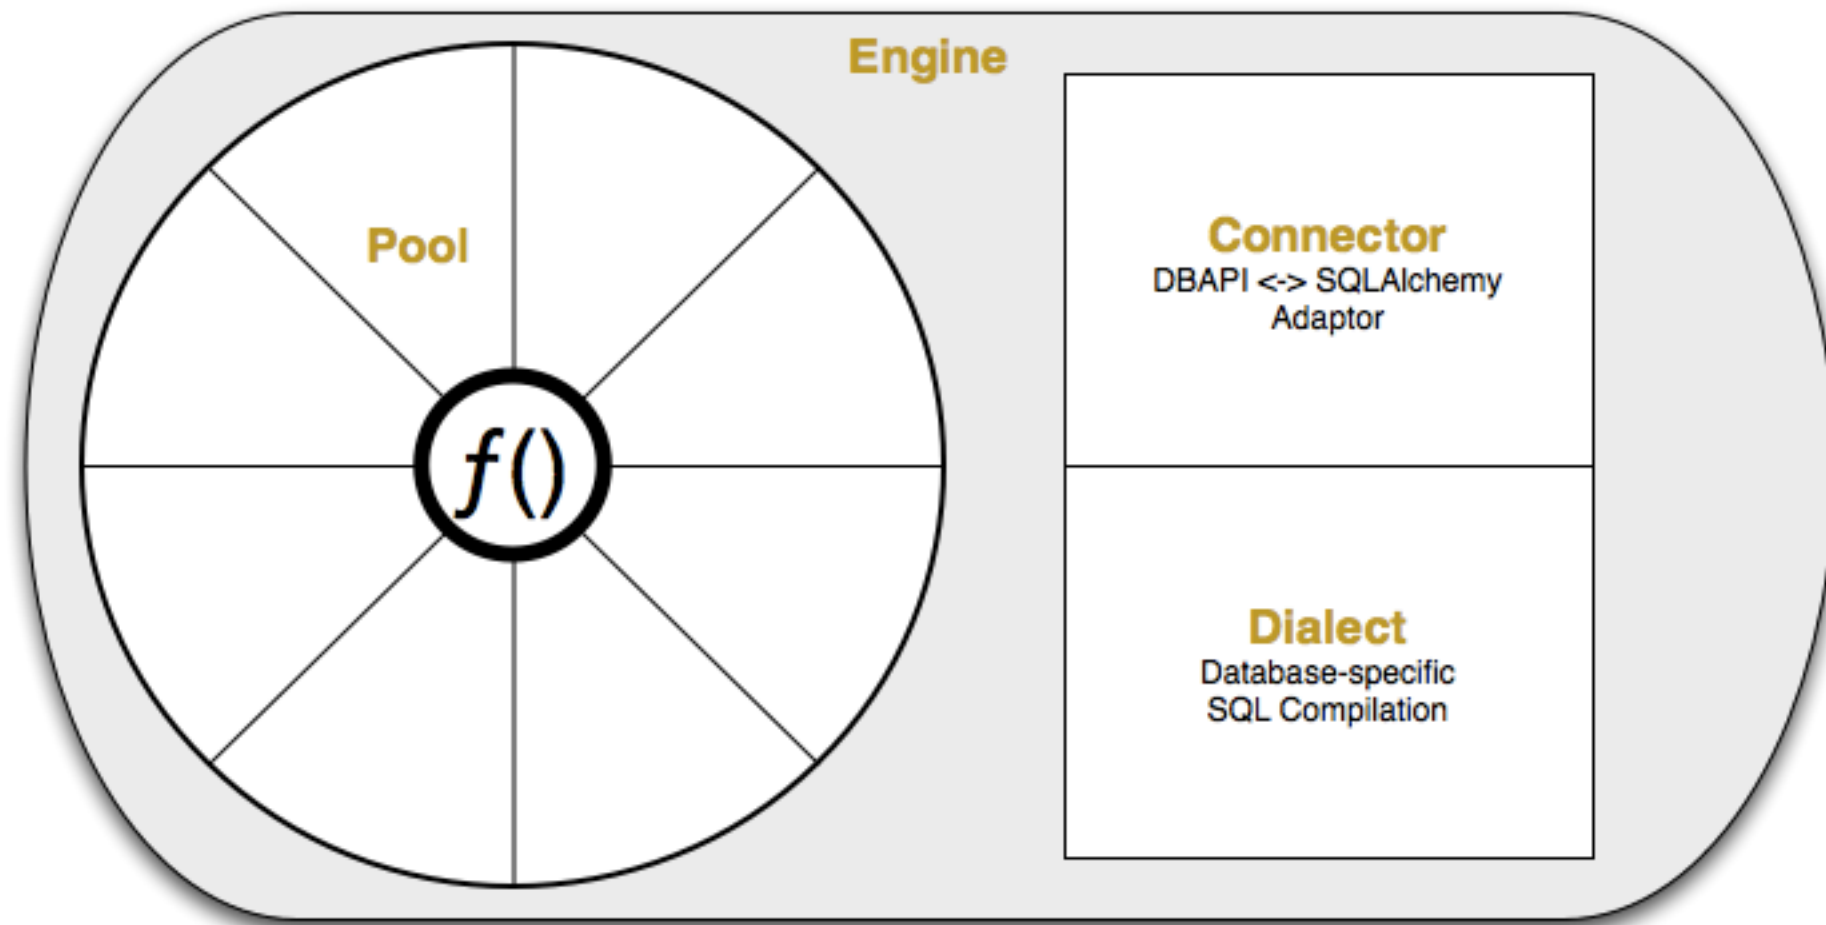 Engine
Pool
f()
Connector
DBAPI <-> SQLAlchemy
Adaptor
Dialect
Database-specific
SQL Compilation